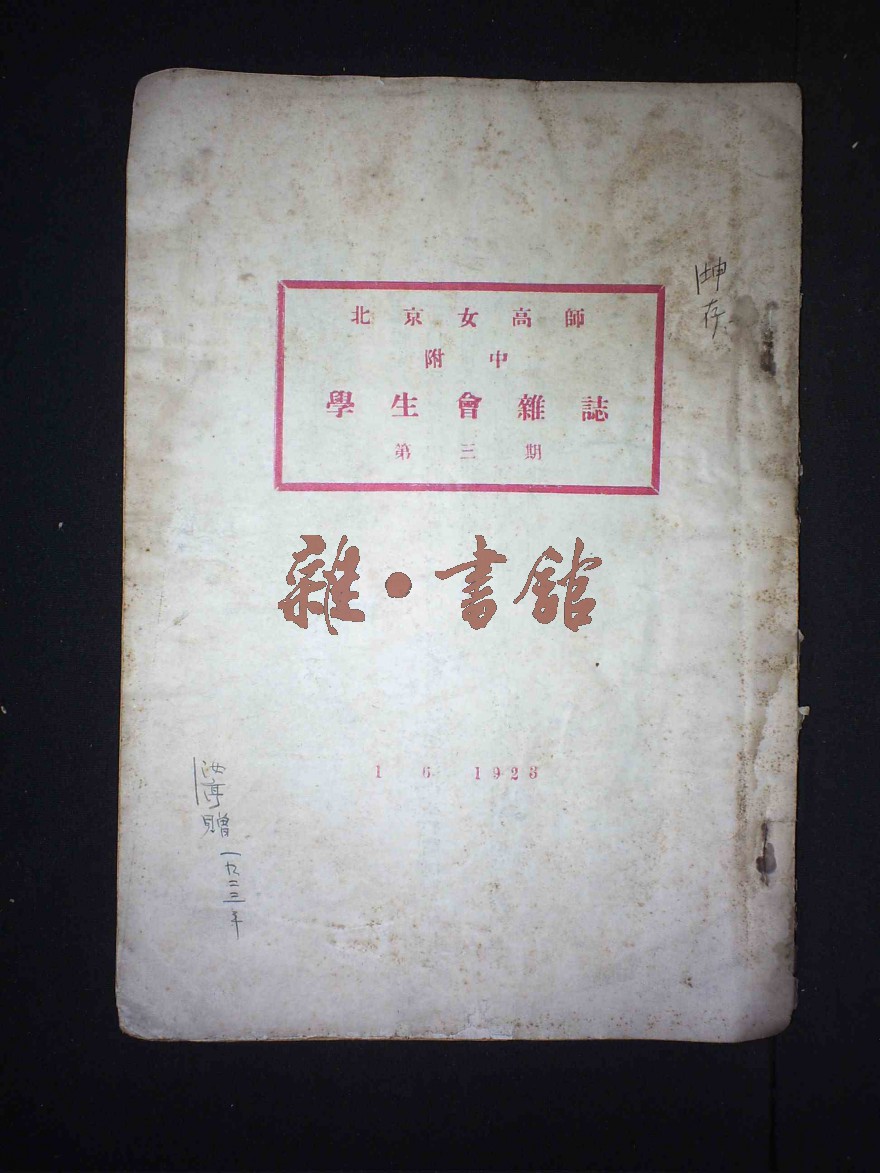 北京女高師
附中
學生會雜誌
第三期
坤存
雜·書館
1 6 1923
贈
一九二三年